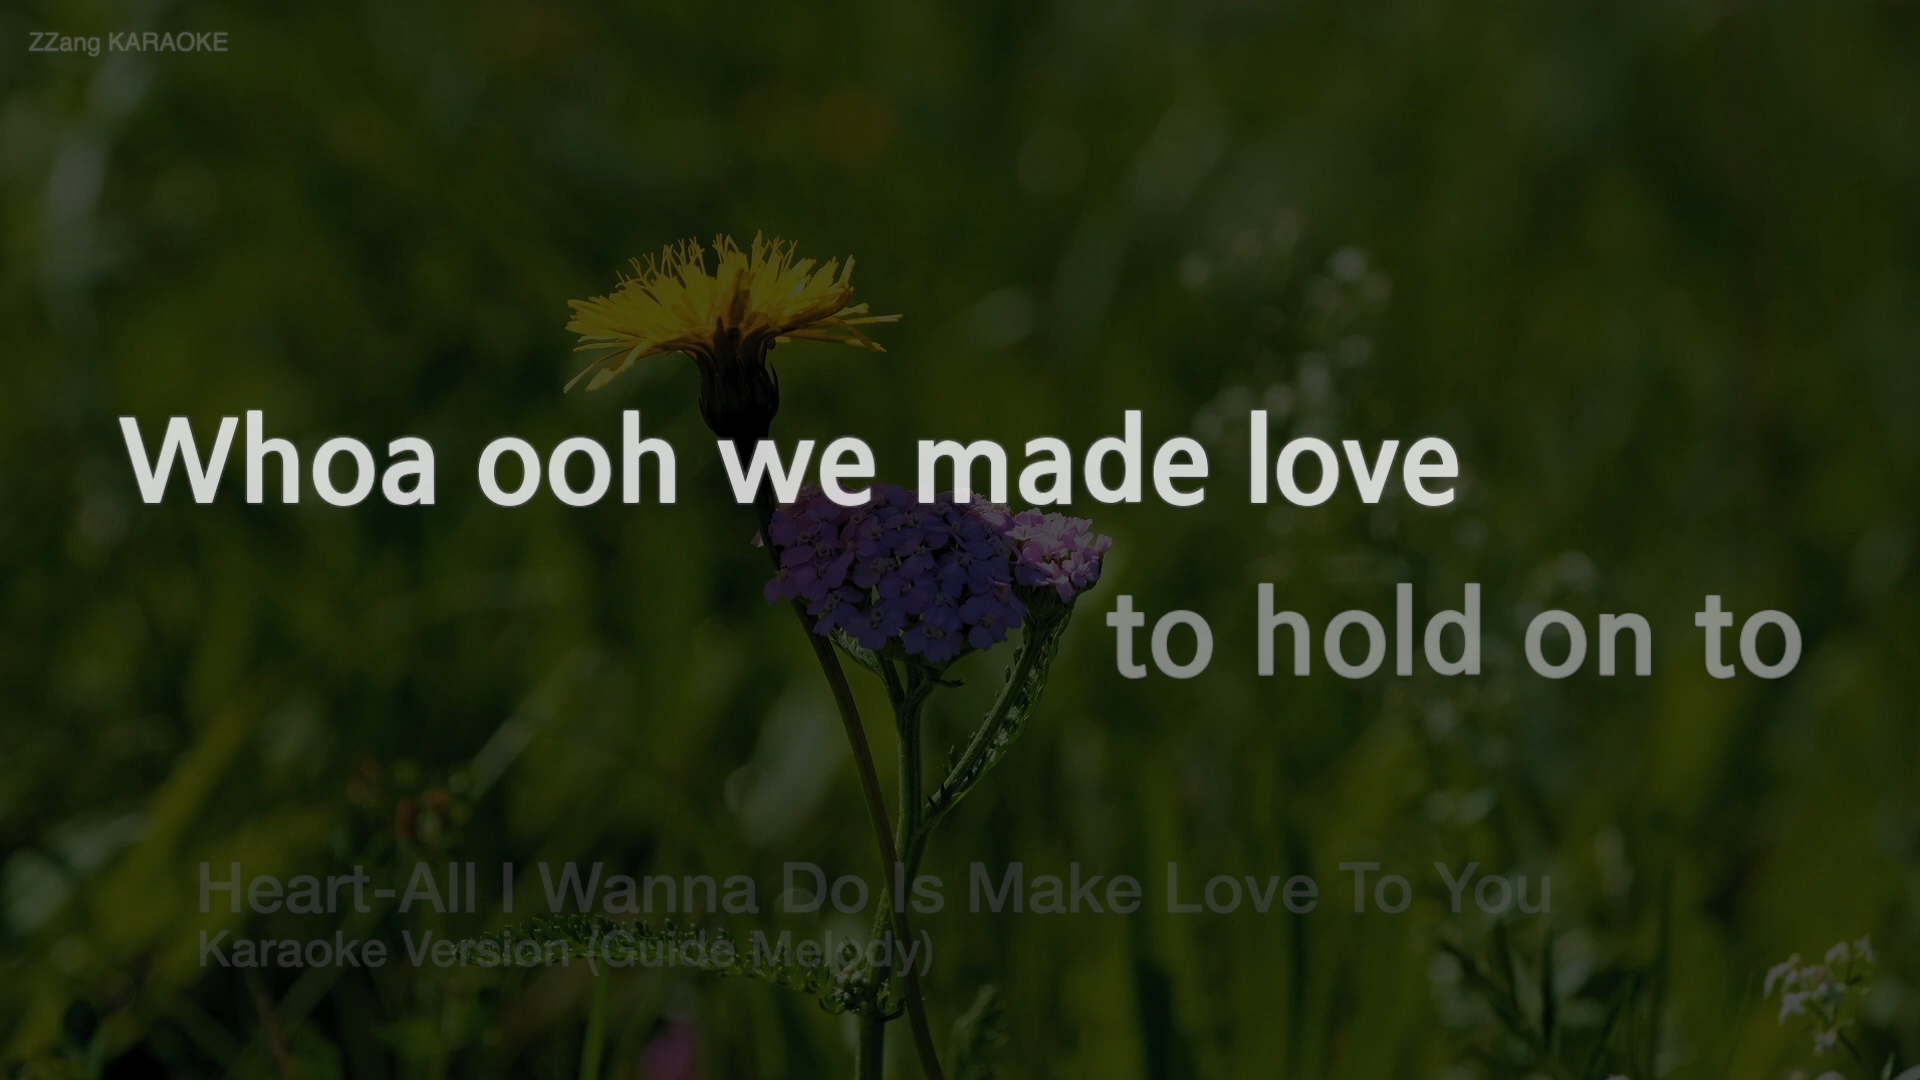 ZZang KARAOKE
Whoa ooh we made love
to hold on to
Heart-All I Wanna Do Is Make Love To You
Karaoke Version (Guide Melody)